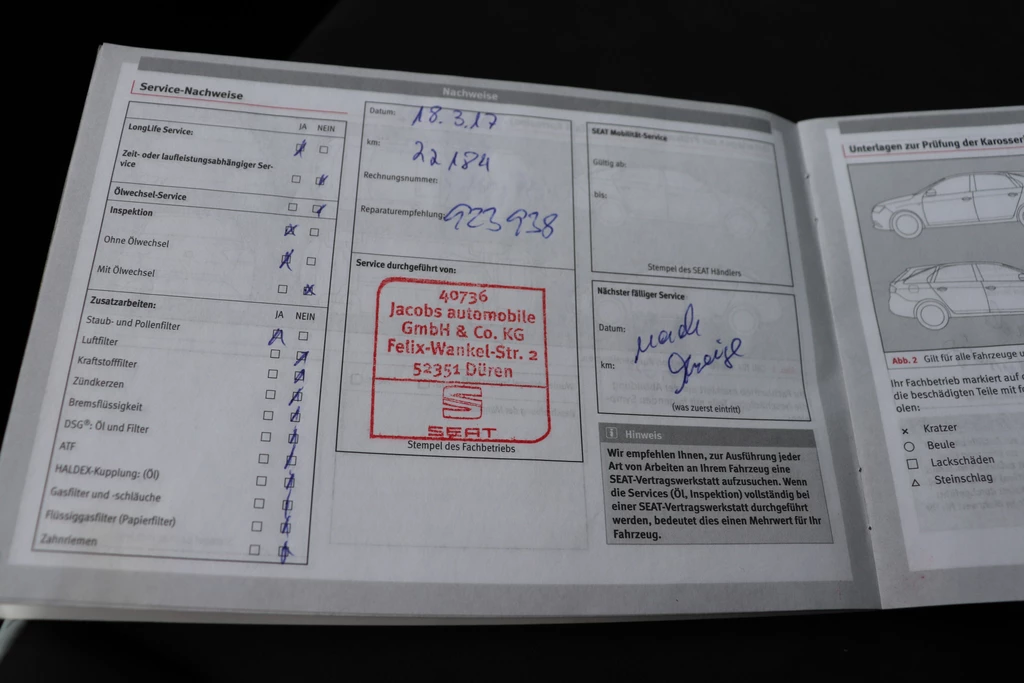 Service-Nachweise
Nachweise
JA NEIN
LongLife Service:
Zeit- oder laufleistungsabhängiger Ser-
vice
Ölwechsel-Service
Inspektion
Ohne Ölwechsel
Mit Ölwechsel
Zusatzarbeiten:
JA NEIN
Staub- und Pollenfilter
Luftfilter
Kraftstofffilter
Zündkerzen
Bremsflüssigkeit
DSG®: Öl und Filter
ATF
HALDEX-Kupplung: (Öl)
Gasfilter und -schläuche
Flüssiggasfilter (Papierfilter)
Zahnriemen
Datum: 18.3.17
km: 22184
Rechnungsnummer:
Reparaturempfehlung: 923938
Service durchgeführt von:
40736
Jacobs automobile
GmbH & Co. KG
Felix-Wankel-Str. 2
52351 Düren
SEAT
Stempel des Fachbetriebs
SEAT Mobilität-Service
Gültig ab:
bis:
Stempel des SEAT Händlers
Nächster fälliger Service:
Datum: nach
km: Anzeige
(was zuerst eintritt)
i Hinweis
Wir empfehlen Ihnen, zur Ausführung jeder
Art von Arbeiten an Ihrem Fahrzeug eine
SEAT-Vertragswerkstatt aufzusuchen. Wenn
die Services (Öl, Inspektion) vollständig bei
einer SEAT-Vertragswerkstatt durchgeführt
werden, bedeutet dies einen Mehrwert für Ihr
Fahrzeug.
Unterlagen zur Prüfung der Karosser
Abb. 2 Gilt für alle Fahrzeuge
Ihr Fachbetrieb markiert auf
die beschädigten Teile mit
olen:
Kratzer
Beule
Lackschäden
Steinschlag